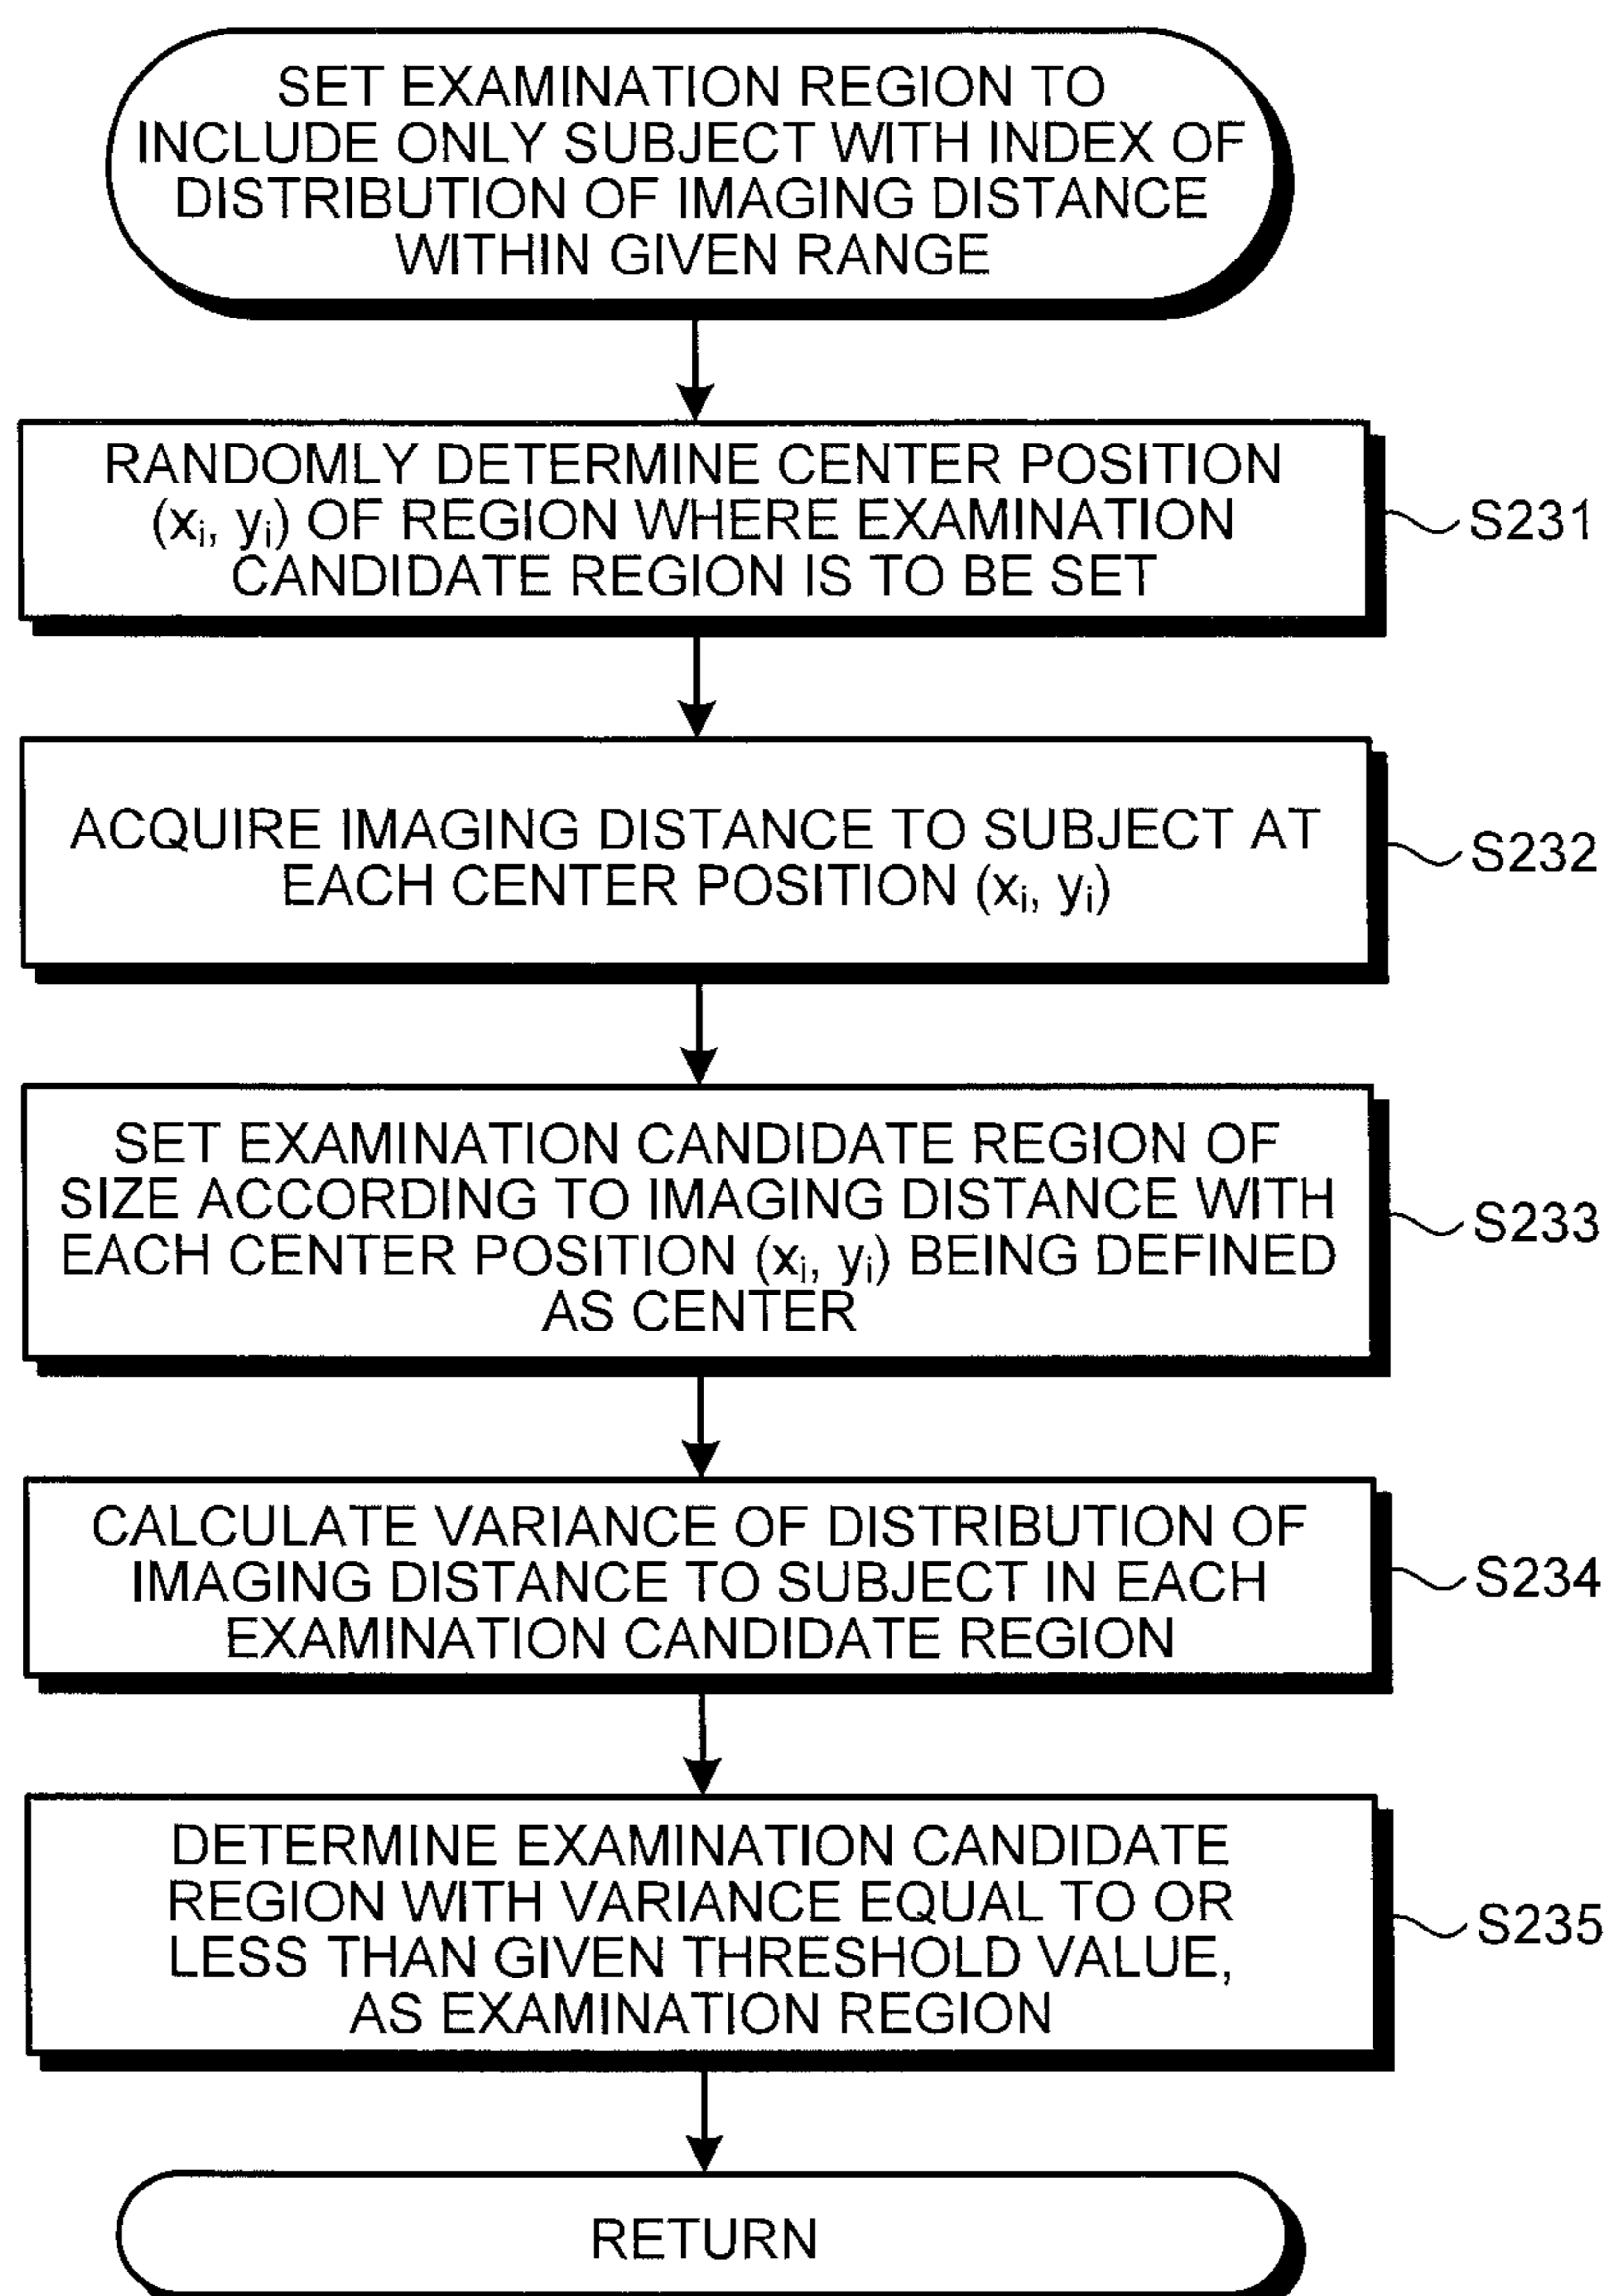 SET EXAMINATION REGION TO
INCLUDE ONLY SUBJECT WITH INDEX OF
DISTRIBUTION OF IMAGING DISTANCE
WITHIN GIVEN RANGE
RANDOMLY DETERMINE CENTER POSITION
(xᵢ, yᵢ) OF REGION WHERE EXAMINATION
CANDIDATE REGION IS TO BE SET
S231
ACQUIRE IMAGING DISTANCE TO SUBJECT AT
EACH CENTER POSITION (xᵢ, yᵢ)
S232
SET EXAMINATION CANDIDATE REGION OF
SIZE ACCORDING TO IMAGING DISTANCE WITH
EACH CENTER POSITION (xᵢ, yᵢ) BEING DEFINED
AS CENTER
S233
CALCULATE VARIANCE OF DISTRIBUTION OF
IMAGING DISTANCE TO SUBJECT IN EACH
EXAMINATION CANDIDATE REGION
S234
DETERMINE EXAMINATION CANDIDATE
REGION WITH VARIANCE EQUAL TO OR
LESS THAN GIVEN THRESHOLD VALUE,
AS EXAMINATION REGION
S235
RETURN